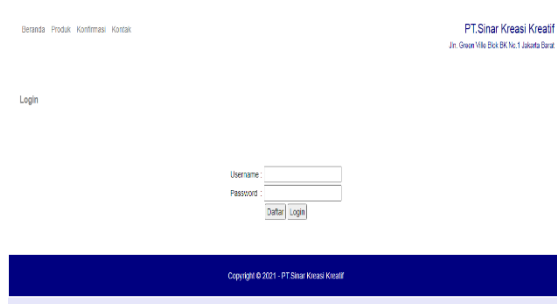 Beranda Produk Konfirmasi Kontak
PT.Sinar Kreasi Kreatif
Jln. Green Ville Blok BK No.1 Jakarta Barat
Login
Username :
Password :
Daftar Login
Copyright © 2021 - PT.Sinar Kreasi Kreatif